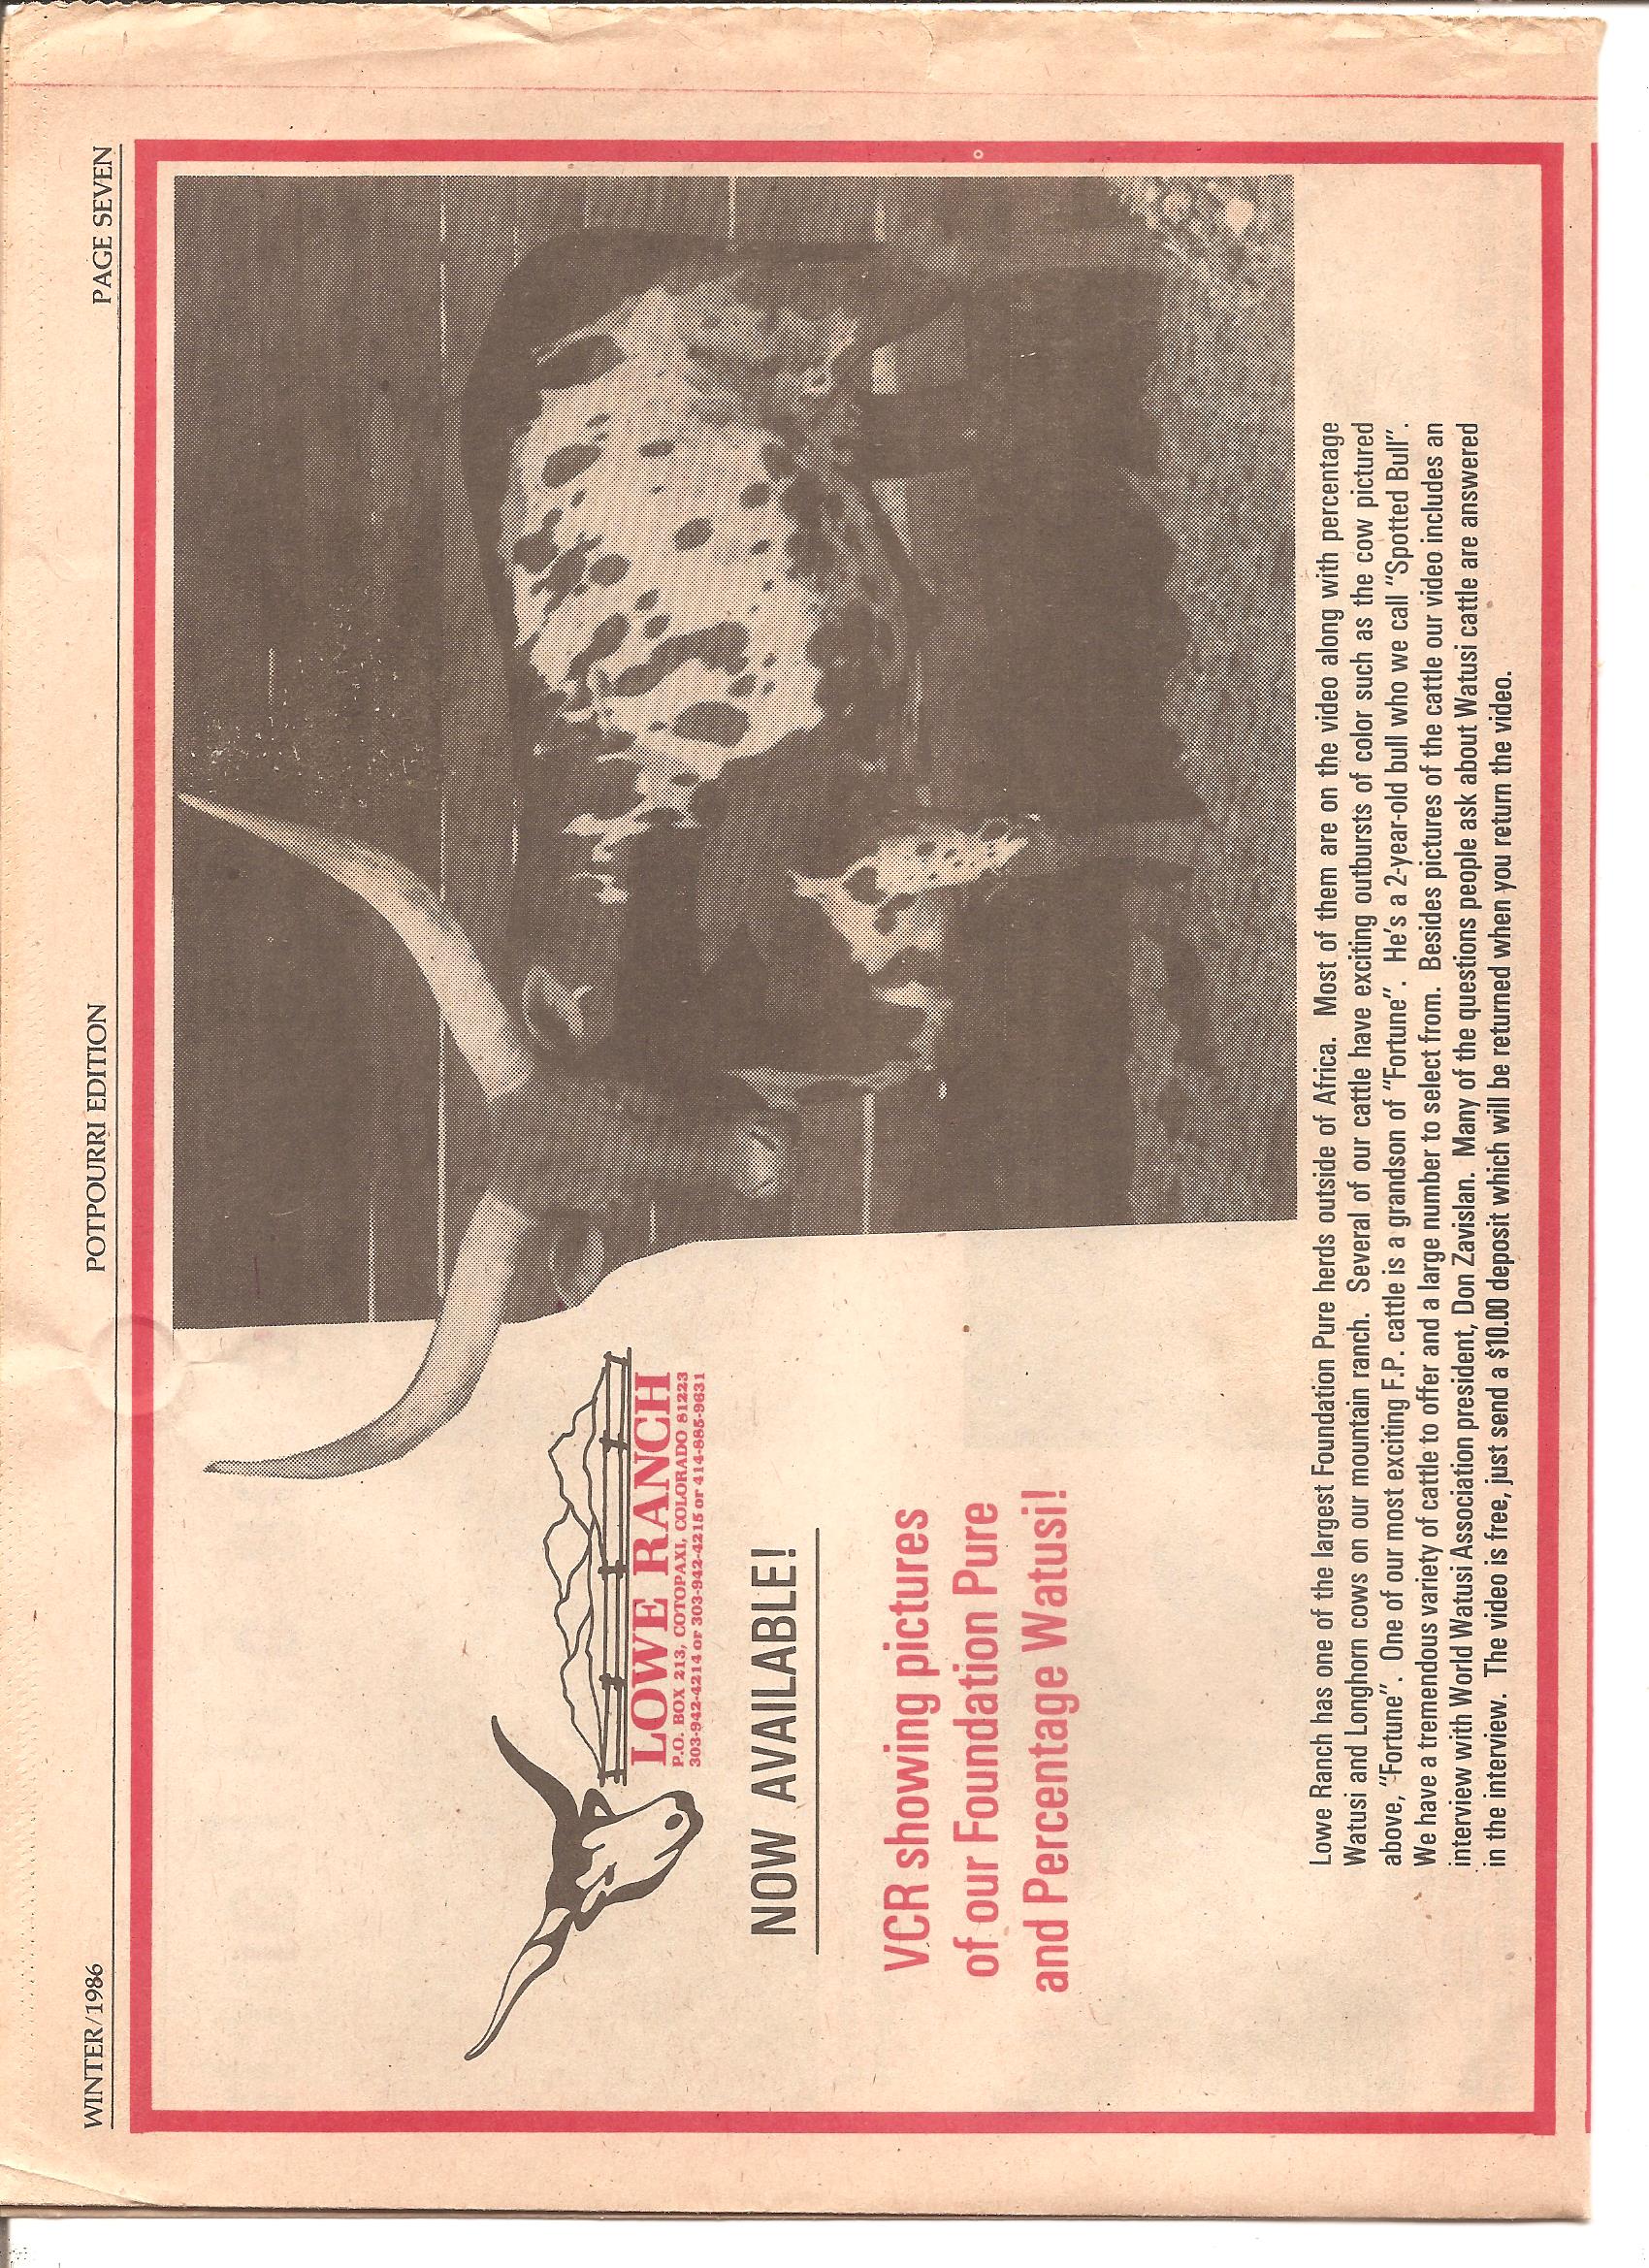 WINTER/1986
POTPOURRI EDITION
PAGE SEVEN
LOWE RANCH
P.O. BOX 213, COTOPAXI, COLORADO 81223
303-942-4214 or 303-942-4215 or 414-885-9631
NOW AVAILABLE!
VCR showing pictures
of our Foundation Pure
and Percentage Watusi!
Lowe Ranch has one of the largest Foundation Pure herds outside of Africa. Most of them are on the video along with percentage
Watusi and Longhorn cows on our mountain ranch. Several of our cattle have exciting outbursts of color such as the cow pictured
above, "Fortune". One of our most exciting F.P. cattle is a grandson of "Fortune". He's a 2-year-old bull who we call "Spotted Bull".
We have a tremendous variety of cattle to offer and a large number to select from. Besides pictures of the cattle our video includes an
interview with World Watusi Association president, Don Zavislan. Many of the questions people ask about Watusi cattle are answered
in the interview. The video is free, just send a $10.00 deposit which will be returned when you return the video.